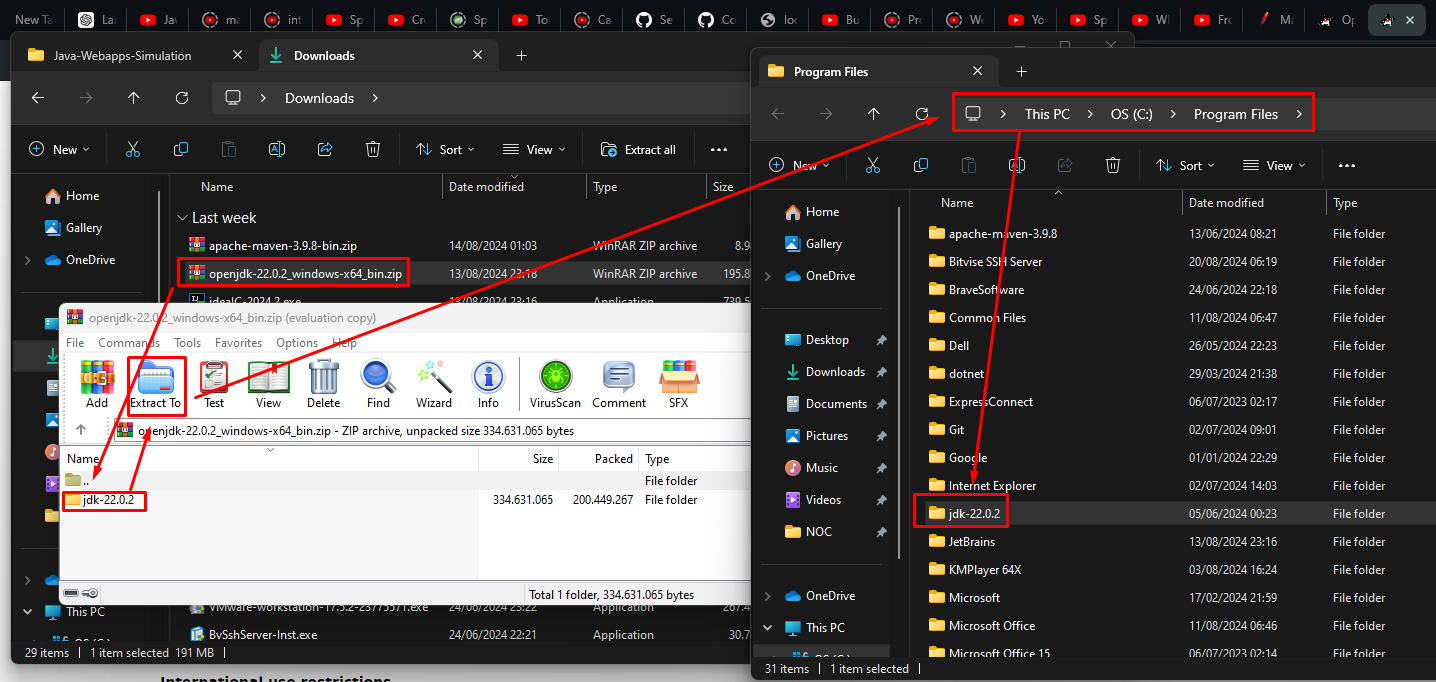 New Ta
La
Ja
ma
int
Sp
Cr
Sp
To
Ca
Se
Co
loc
Bu
Pr
We
Yo
Sp
Wl
Fr
Ma
Op
Java-Webapps-Simulation
Downloads
Downloads
New
Sort
View
Extract all
Home
Gallery
OneDrive
Name
Date modified
Type
Size
Last week
apache-maven-3.9.8-bin.zip 14/08/2024 01:03 WinRAR ZIP archive 8.9
openjdk-22.0.2_windows-x64_bin.zip 13/08/2024 23:18 WinRAR ZIP archive 195.8
ideaIC-2024.2.exe 13/08/2024 23:16 Application 739.5
openjdk-22.0.2_windows-x64_bin.zip (evaluation copy)
File Commands Tools Favorites Options Help
Add
Extract To
Test
View
Delete
Find
Wizard
Info
VirusScan
Comment
SFX
openjdk-22.0.2_windows-x64_bin.zip - ZIP archive, unpacked size 334.631.065 bytes
Name Size Packed Type
.. File folder
jdk-22.0.2 334.631.065 200.449.267 File folder
Total 1 folder, 334.631.065 bytes
This PC
OS (C:)
VMware-workstation-17.5.2-23775571.exe 24/06/2024 23:22 Application 267.4
BvSshServer-Inst.exe 24/06/2024 22:21 Application 30.7
29 items 1 item selected 191 MB
International use restrictions
Program Files
This PC OS (C:) Program Files
New
Sort
View
Home
Gallery
OneDrive
Desktop
Downloads
Documents
Pictures
Music
Videos
NOC
OneDrive
This PC
OS (C:)
Name Date modified Type
apache-maven-3.9.8 13/06/2024 08:21 File folder
Bitvise SSH Server 20/08/2024 06:19 File folder
BraveSoftware 24/06/2024 22:18 File folder
Common Files 11/08/2024 06:47 File folder
Dell 26/05/2024 22:23 File folder
dotnet 29/03/2024 21:38 File folder
ExpressConnect 06/07/2023 02:17 File folder
Git 02/07/2024 09:01 File folder
Google 01/01/2024 22:29 File folder
Internet Explorer 02/07/2024 14:03 File folder
jdk-22.0.2 05/06/2024 00:23 File folder
JetBrains 13/08/2024 23:16 File folder
KMPlayer 64X 03/08/2024 16:24 File folder
Microsoft 17/02/2024 21:59 File folder
Microsoft Office 11/08/2024 06:46 File folder
Microsoft Office 15 06/07/2023 02:14 File folder
31 items 1 item selected